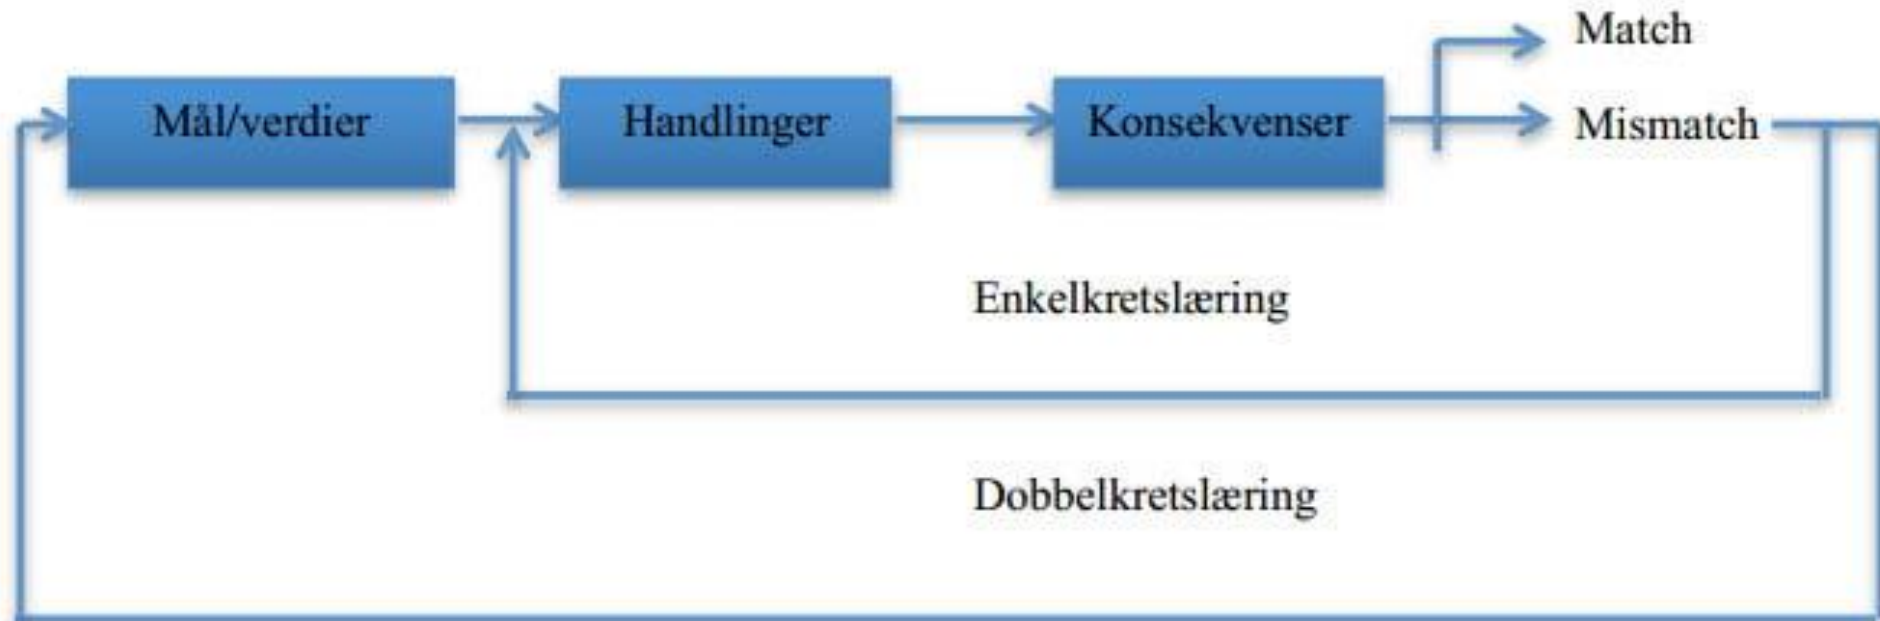 Match
Mål/verdier
Handlinger
Konsekvenser
Mismatch
Enkelkretslæring
Dobbelkretslæring